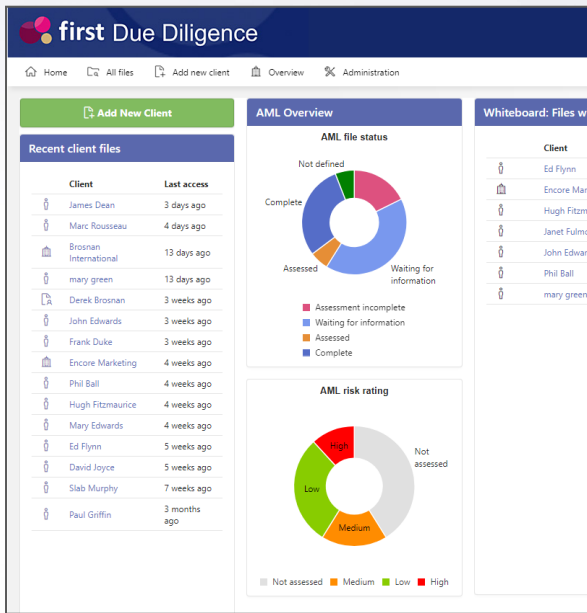 first Due Diligence
Home All files Add new client Overview Administration
Add New Client
Recent client files
Client Last access
James Dean 3 days ago
Marc Rousseau 4 days ago
Brosnan
International 13 days ago
mary green 13 days ago
Derek Brosnan 3 weeks ago
John Edwards 3 weeks ago
Frank Duke 3 weeks ago
Encore Marketing 4 weeks ago
Phil Ball 4 weeks ago
Hugh Fitzmaurice 4 weeks ago
Mary Edwards 4 weeks ago
Ed Flynn 5 weeks ago
David Joyce 5 weeks ago
Slab Murphy 7 weeks ago
Paul Griffin 3 months
ago
AML Overview
AML file status
Not defined
Complete
Assessed
Waiting for
information
Assessment incomplete
Waiting for information
Assessed
Complete
AML risk rating
High
Not
assessed
Low
Medium
Not assessed Medium Low High
Whiteboard: Files w
Client
Ed Flynn
Encore Mar
Hugh Fitzm
Janet Fulmo
John Edwar
Phil Ball
mary green